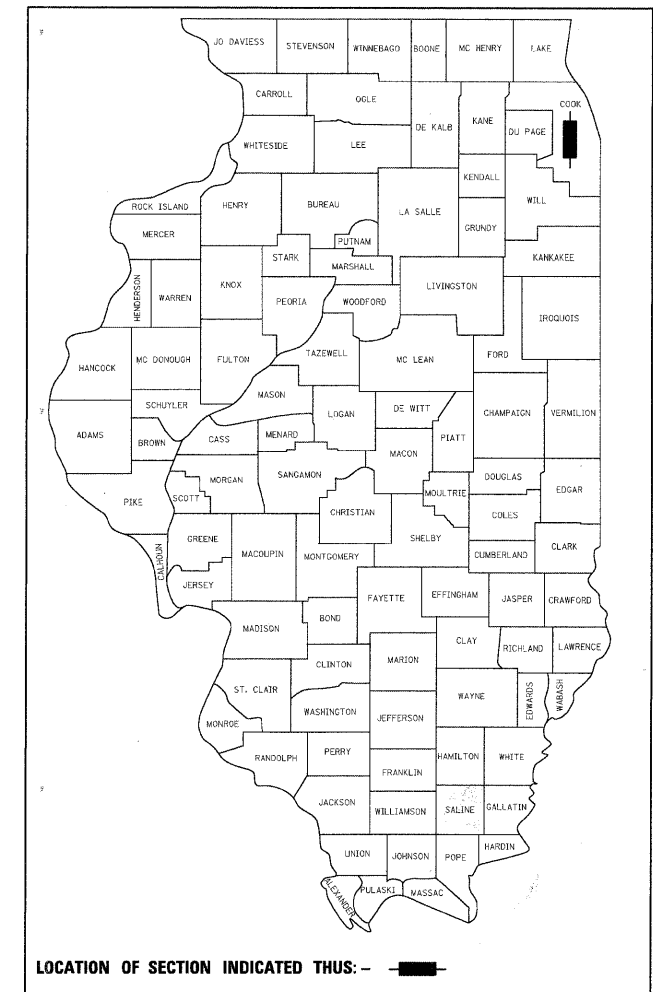 JO DAVIESS STEVENSON WINNEBAGO BOONE MC HENRY LAKE
CARROLL OGLE DE KALB KANE COOK
DU PAGE
WHITESIDE LEE
KENDALL
WILL
ROCK ISLAND HENRY BUREAU LA SALLE
MERCER PUTNAM GRUNDY
STARK MARSHALL KANKAKEE
HENDERSON WARREN KNOX PEORIA WOODFORD LIVINGSTON
IROQUOIS
HANCOCK MC DONOUGH FULTON TAZEWELL MC LEAN FORD
MASON
SCHUYLER LOGAN DE WITT CHAMPAIGN VERMILION
ADAMS BROWN CASS MENARD MACON PIATT
MORGAN SANGAMON DOUGLAS
PIKE SCOTT CHRISTIAN MOULTRIE EDGAR
COLES
GREENE MACOUPIN MONTGOMERY SHELBY
CALHOUN CUMBERLAND CLARK
JERSEY
FAYETTE EFFINGHAM JASPER CRAWFORD
MADISON BOND
CLAY RICHLAND LAWRENCE
CLINTON MARION
ST. CLAIR WAYNE EDWARDS WABASH
MONROE WASHINGTON JEFFERSON
RANDOLPH PERRY HAMILTON WHITE
FRANKLIN
JACKSON WILLIAMSON SALINE GALLATIN
UNION JOHNSON POPE HARDIN
ALEXANDER PULASKI MASSAC
LOCATION OF SECTION INDICATED THUS:-